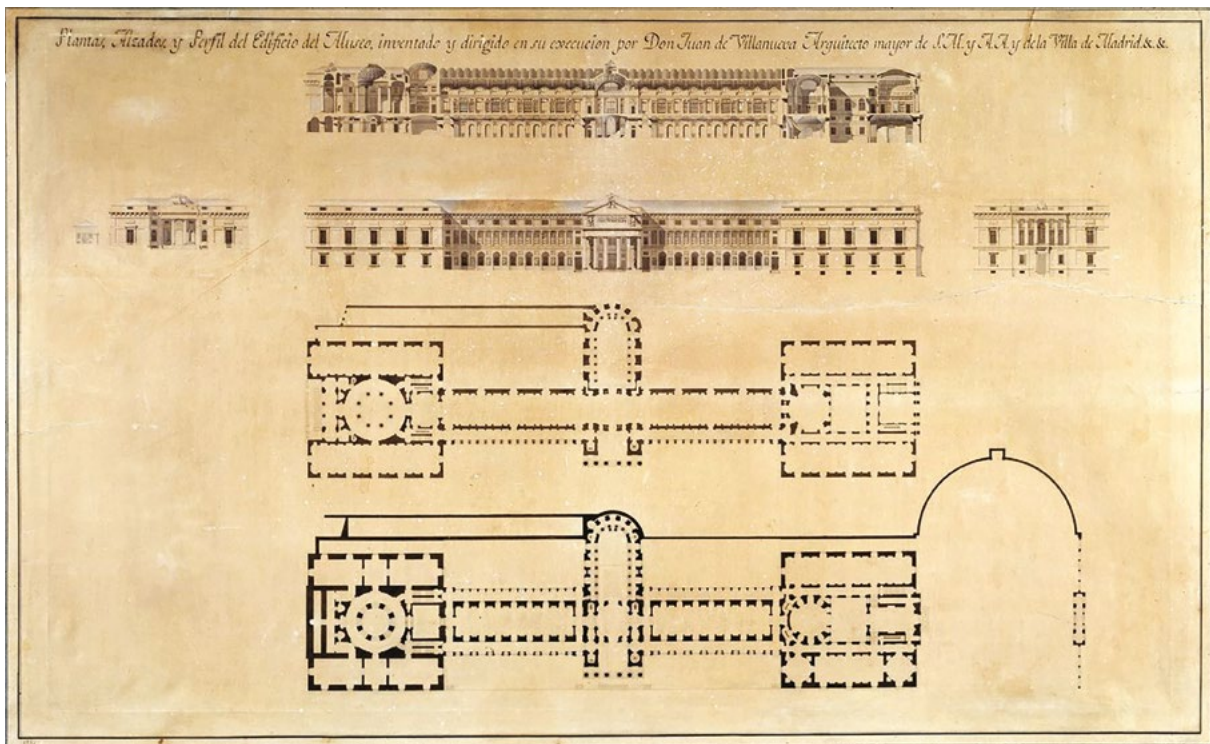 Plantas, Alzados, y Perfil del Edificio del Museo, inventado y dirigido en su execucion por Don Juan de Villanueva Arquitecto mayor de S.M. y A.A. y de la Villa de Madrid. &. &.